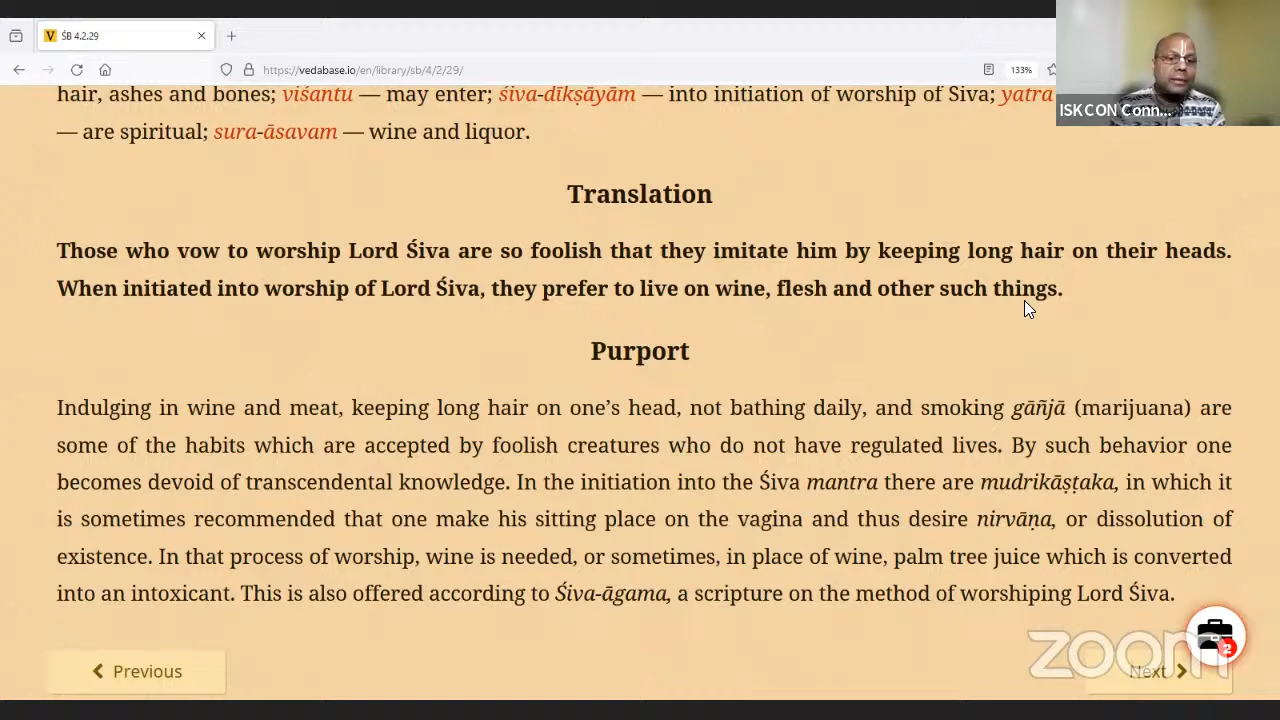 ŚB 4.2.29
https://vedabase.io/en/library/sb/4/2/29/
133%
ISKCON Conn...
hair, ashes and bones; viśantu — may enter; śiva-dīkṣāyām — into initiation of worship of Śiva; yatra
— are spiritual; sura-āsavam — wine and liquor.
Translation
Those who vow to worship Lord Śiva are so foolish that they imitate him by keeping long hair on their heads.
When initiated into worship of Lord Śiva, they prefer to live on wine, flesh and other such things.
Purport
Indulging in wine and meat, keeping long hair on one’s head, not bathing daily, and smoking gāñjā (marijuana) are
some of the habits which are accepted by foolish creatures who do not have regulated lives. By such behavior one
becomes devoid of transcendental knowledge. In the initiation into the Śiva mantra there are mudrikāṣṭaka, in which it
is sometimes recommended that one make his sitting place on the vagina and thus desire nirvāṇa, or dissolution of
existence. In that process of worship, wine is needed, or sometimes, in place of wine, palm tree juice which is converted
into an intoxicant. This is also offered according to Śiva-āgama, a scripture on the method of worshiping Lord Śiva.
2
zoom
Previous
Next